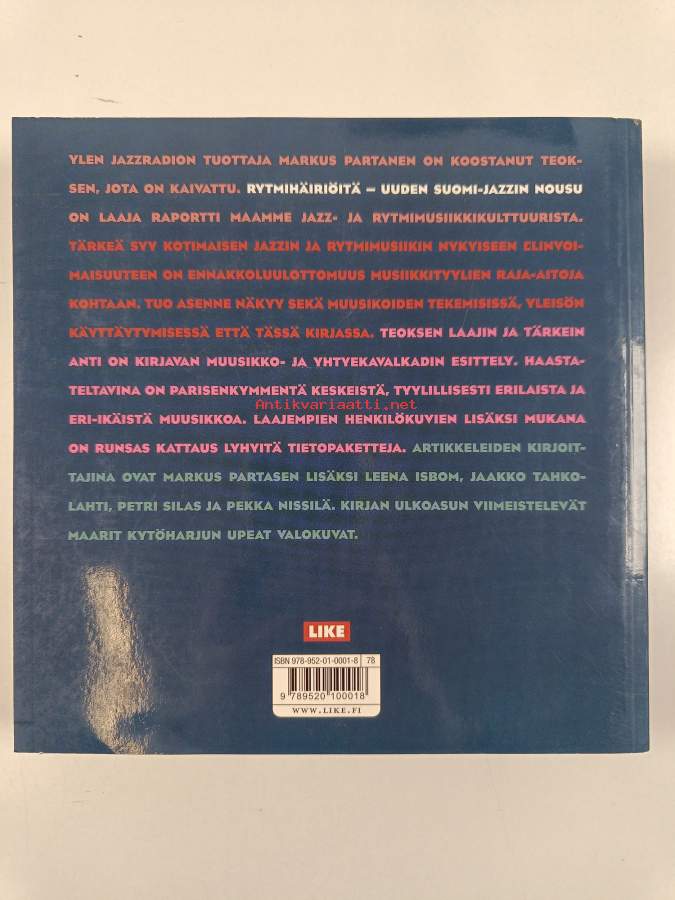 YLEN JAZZRADION TUOTTAJA MARKUS PARTANEN ON KOOSTANUT TEOK-
SEN, JOTA ON KAIVATTU. RYTMIHÄIRIÖITÄ – UUDEN SUOMI-JAZZIN NOUSU
ON LAAJA RAPORTTI MAAMME JAZZ- JA RYTMIMUSIIKKIKULTTUURISTA.
TÄRKEÄ SYY KOTIMAISEN JAZZIN JA RYTMIMUSIIKIN NYKYISEEN ELINVOI-
MAISUUTEEN ON ENNAKKOLUULOTTOMUUS MUSIIKKITYYLIEN RAJA-AITOJA
KOHTAAN. TUO ASENNE NÄKYY SEKÄ MUUSIKOIDEN TEKEMISISSÄ, YLEISÖN
KÄYTTÄYTYMISESSÄ ETTÄ TÄSSÄ KIRJASSA. TEOKSEN LAAJIN JA TÄRKEIN
ANTI ON KIRJAVAN MUUSIKKO- JA YHTYEKAVALKADIN ESITTELY. HAASTA-
TELTAVINA ON PARISENKYMMENTÄ KESKEISTÄ, TYYLILLISESTI ERILAISTA JA
Antikvariaatti.net
ERI-IKÄISTÄ MUUSIKKOA. LAAJEMPIEN HENKILÖKUVIEN LISÄKSI MUKANA
ON RUNSAS KATTAUS LYHVITÄ TIETOPAKETTEJA. ARTIKKELEIDEN KIRJOIT-
TAJINA OVAT MARKUS PARTASEN LISÄKSI LEENA ISBOM, JAAKKO TAHKO-
LAHTI, PETRI SILAS JA PEKKA NISSILÄ. KIRJAN ULKOASUN VIIMEISTELEVÄT
MAARIT KYTÖHARJUN UPEAT VALOKUVAT.
LIKE
ISBN 978-952-01-0001-8 78
9 789520 100018
WWW.LIKE.FI